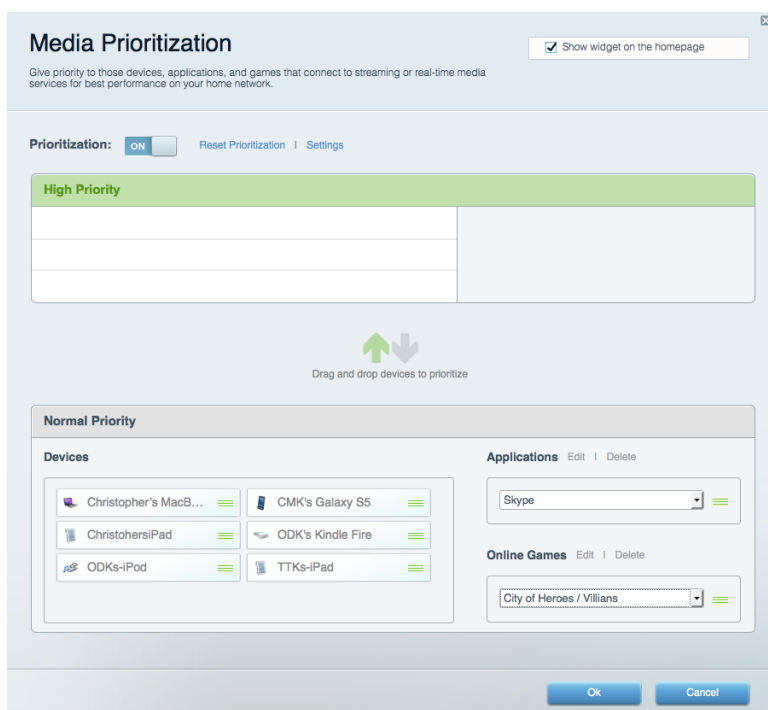 Media Prioritization
Show widget on the homepage
Give priority to those devices, applications, and games that connect to streaming or real-time media
services for best performance on your home network.
Prioritization: ON Reset Prioritization | Settings
High Priority
Drag and drop devices to prioritize
Normal Priority
Devices
Christopher's MacB...
CMK's Galaxy S5
ChristohersiPad
ODK's Kindle Fire
ODKs-iPod
TTKs-iPad
Applications Edit | Delete
Skype
Online Games Edit | Delete
City of Heroes / Villians
Ok
Cancel